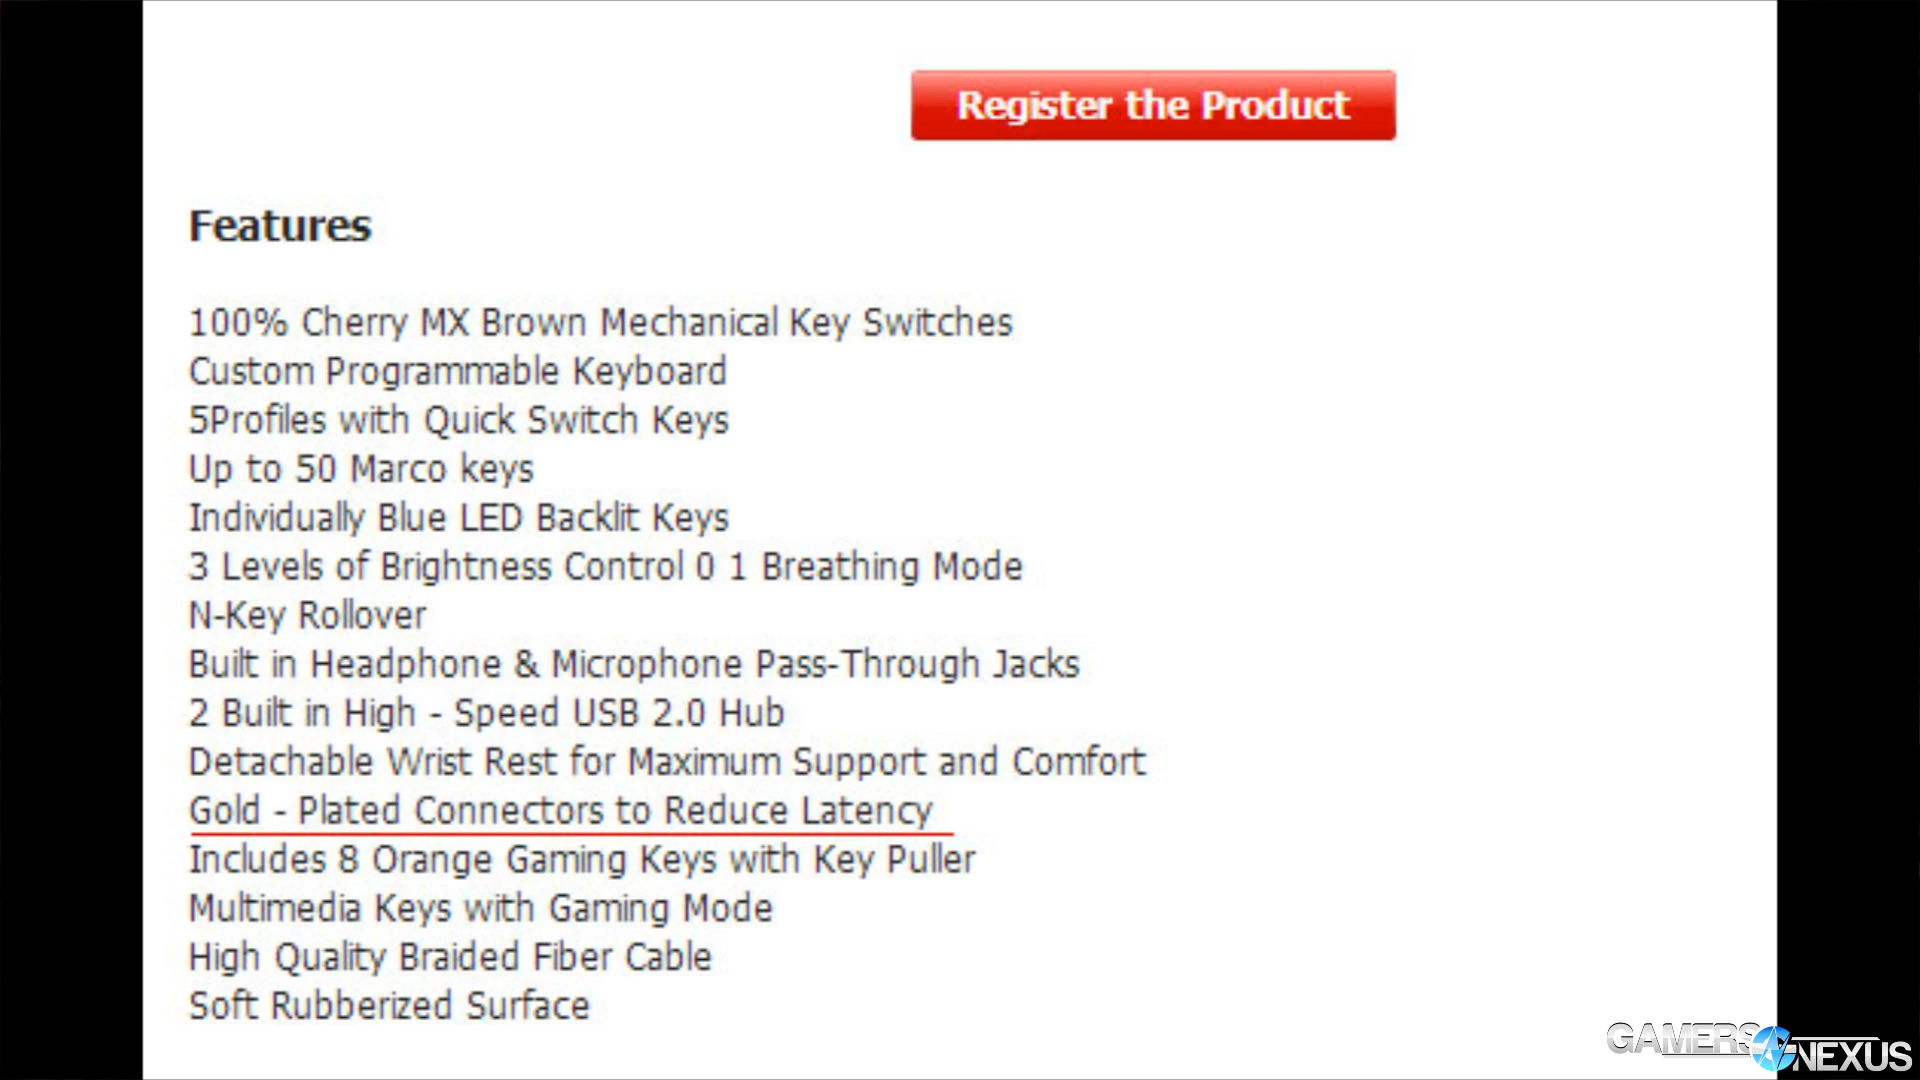 Register the Product
Features
100% Cherry MX Brown Mechanical Key Switches
Custom Programmable Keyboard
5Profiles with Quick Switch Keys
Up to 50 Marco keys
Individually Blue LED Backlit Keys
3 Levels of Brightness Control 0 1 Breathing Mode
N-Key Rollover
Built in Headphone & Microphone Pass-Through Jacks
2 Built in High - Speed USB 2.0 Hub
Detachable Wrist Rest for Maximum Support and Comfort
Gold - Plated Connectors to Reduce Latency
Includes 8 Orange Gaming Keys with Key Puller
Multimedia Keys with Gaming Mode
High Quality Braided Fiber Cable
Soft Rubberized Surface
GAMERS NEXUS